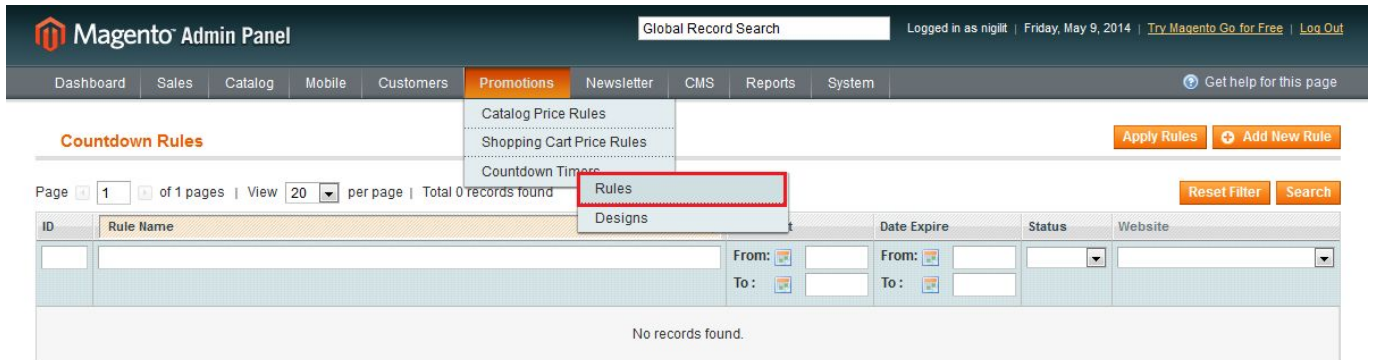 Magento Admin Panel
Global Record Search
Logged in as nigilit | Friday, May 9, 2014 | Try Magento Go for Free | Log Out
Dashboard Sales Catalog Mobile Customers Promotions Newsletter CMS Reports System Get help for this page
Catalog Price Rules
Shopping Cart Price Rules
Countdown Timers
Rules
Designs
Countdown Rules
Apply Rules Add New Rule
Page 1 of 1 pages | View 20 per page | Total 0 records found
Reset Filter Search
ID Rule Name Date Expire Status Website
From: From:
To : To :
No records found.